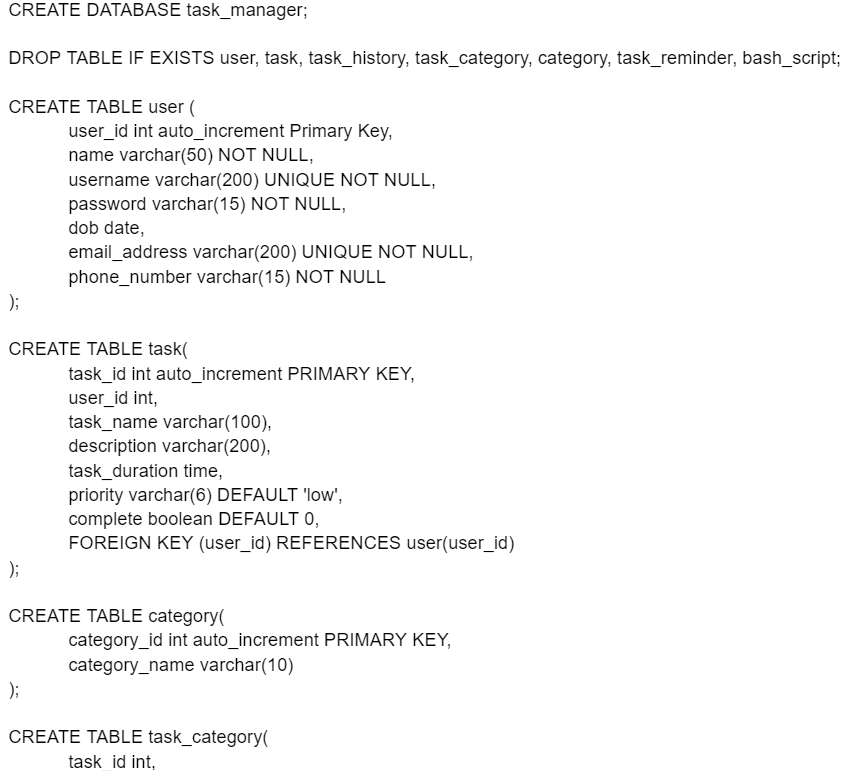 CREATE DATABASE task_manager;
DROP TABLE IF EXISTS user, task, task_history, task_category, category, task_reminder, bash_script;
CREATE TABLE user (
user_id int auto_increment Primary Key,
name varchar(50) NOT NULL,
username varchar(200) UNIQUE NOT NULL,
password varchar(15) NOT NULL,
dob date,
email_address varchar(200) UNIQUE NOT NULL,
phone_number varchar(15) NOT NULL
);
CREATE TABLE task(
task_id int auto_increment PRIMARY KEY,
user_id int,
task_name varchar(100),
description varchar(200),
task_duration time,
priority varchar(6) DEFAULT 'low',
complete boolean DEFAULT 0,
FOREIGN KEY (user_id) REFERENCES user(user_id)
);
CREATE TABLE category(
category_id int auto_increment PRIMARY KEY,
category_name varchar(10)
);
CREATE TABLE task_category(
task_id int,